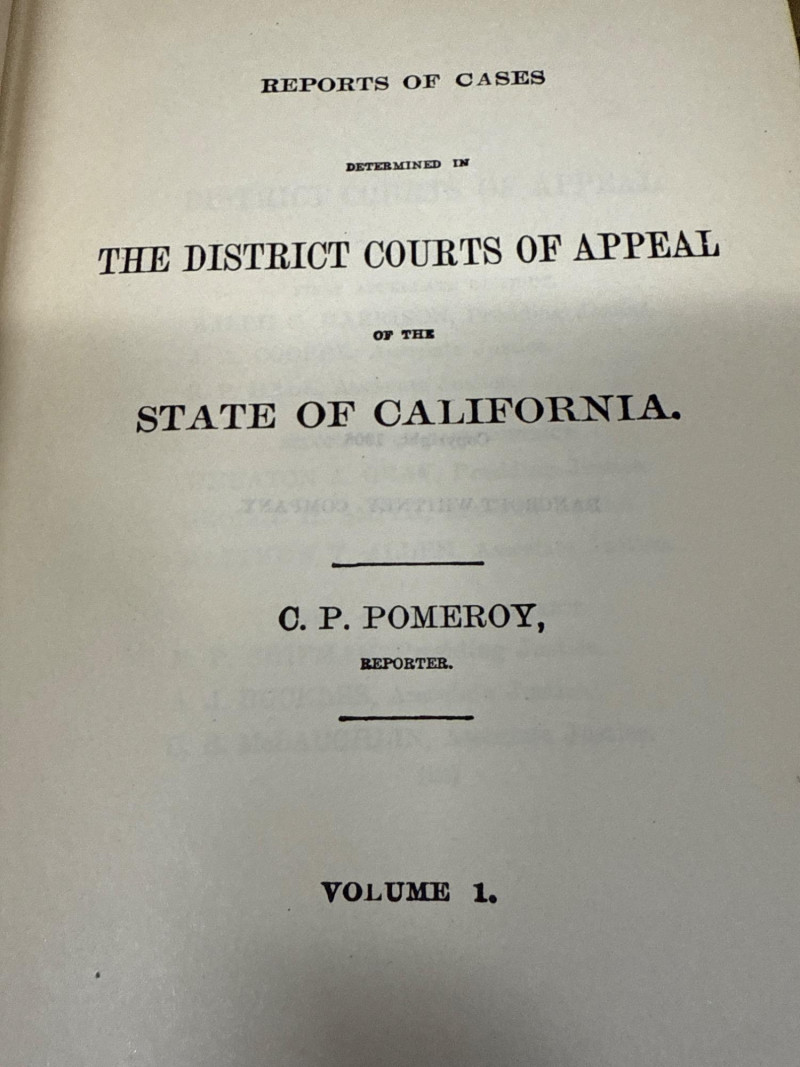 REPORTS OF CASES
DETERMINED IN
THE DISTRICT COURTS OF APPEAL
OF THE
STATE OF CALIFORNIA.
C. P. POMEROY,
REPORTER.
VOLUME 1.